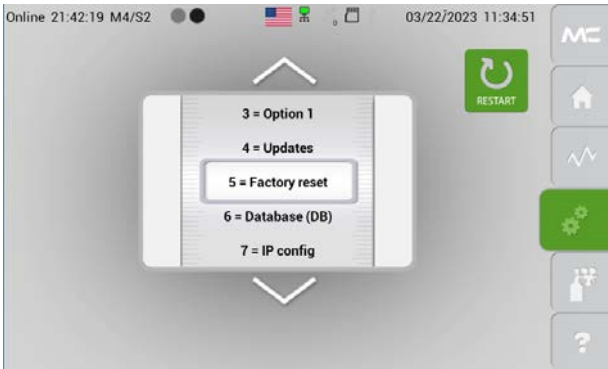 Online 21:42:19 M4/S2
03/22/2023 11:34:51
MC
RESTART
3 = Option 1
4 = Updates
5 = Factory reset
6 = Database (DB)
7 = IP config
?